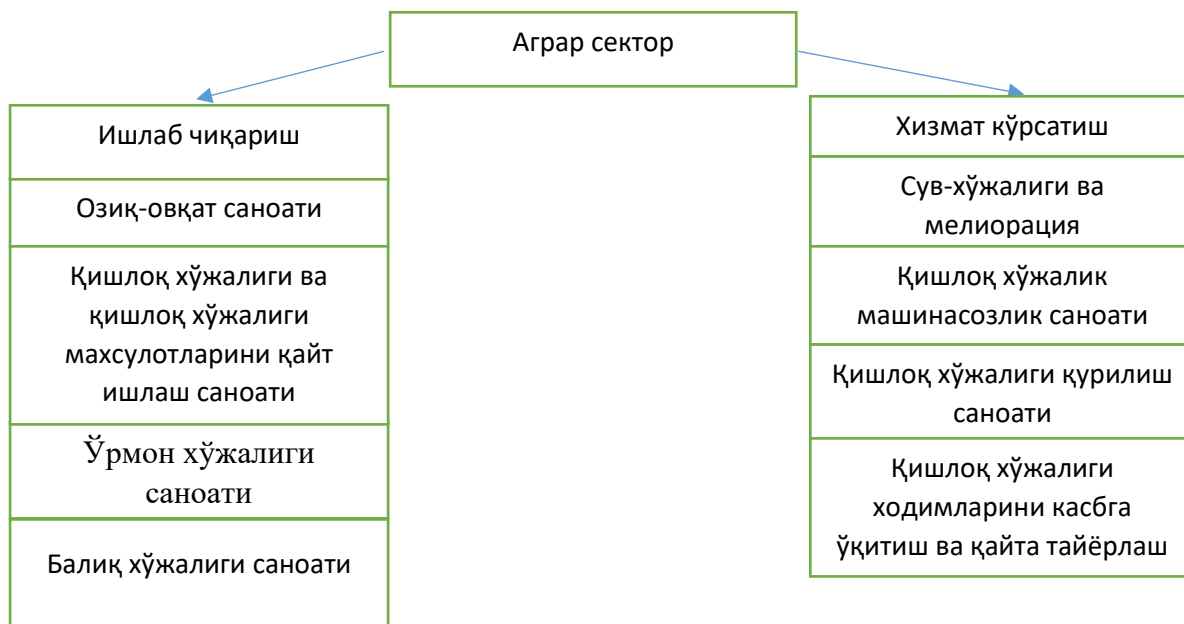 Аграр сектор
Ишлаб чиқариш
Озиқ-овқат саноати
Қишлоқ хўжалиги ва
қишлоқ хўжалиги
махсулотларини қайт
ишлаш саноати
Ўрмон хўжалиги
саноати
Балиқ хўжалиги саноати
Хизмат кўрсатиш
Сув-хўжалиги ва
мелиорация
Қишлоқ хўжалик
машинасозлик саноати
Қишлоқ хўжалиги қурилиш
саноати
Қишлоқ хўжалиги
ходимларини касбга
ўқитиш ва қайта тайёрлаш